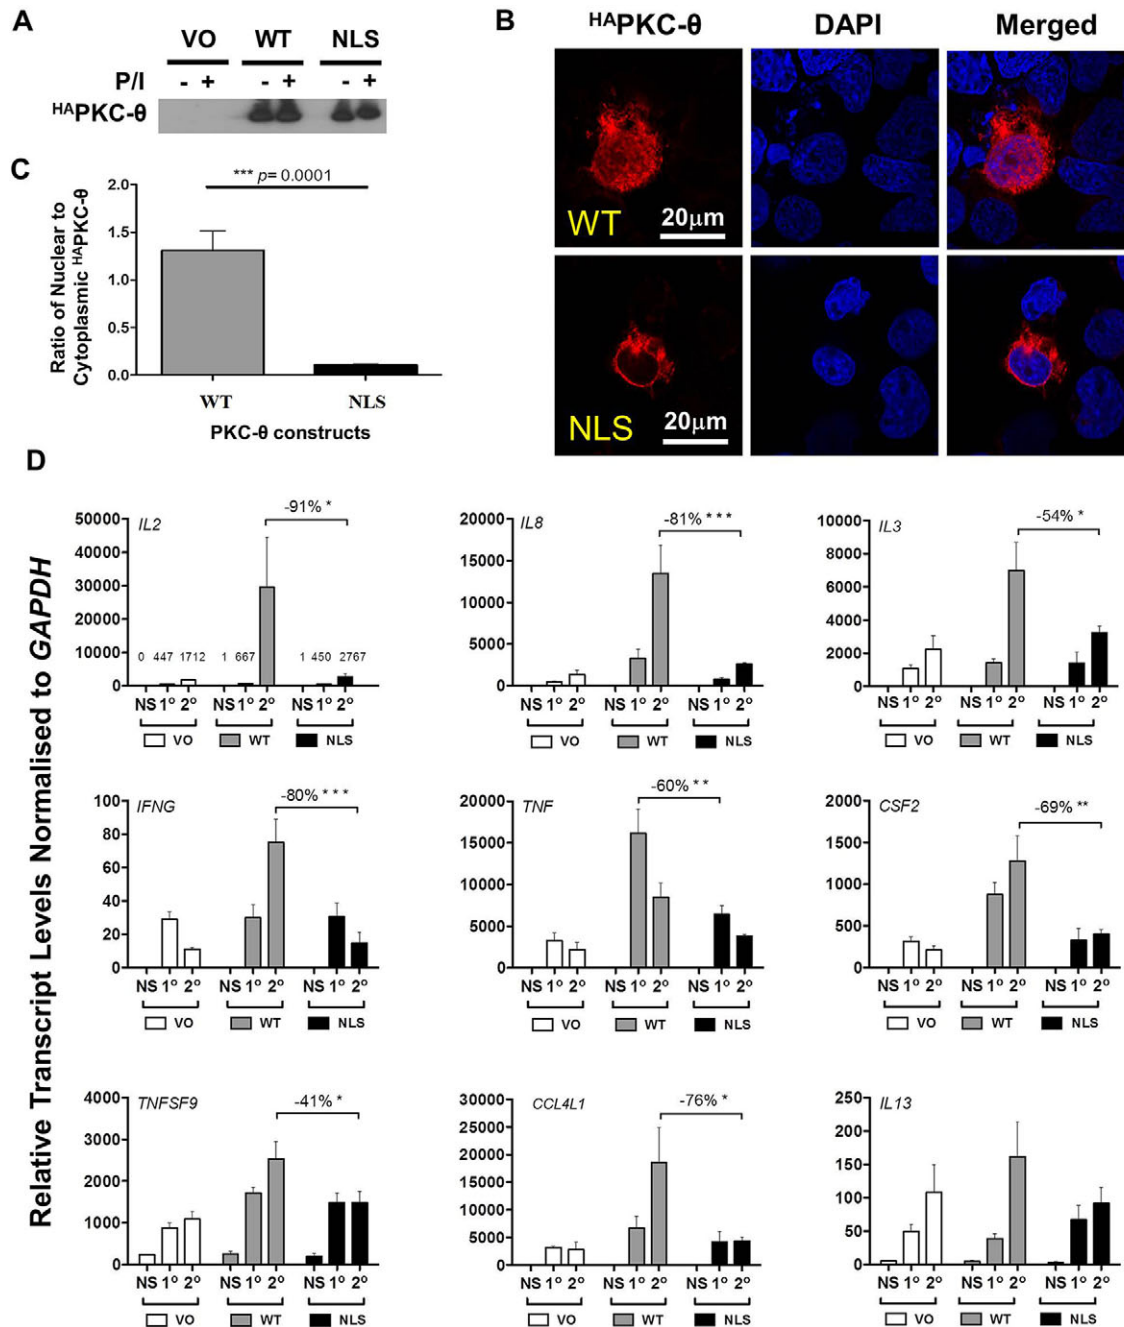 A
VO WT NLS
P/I - + - + - +
HAPKC-θ
B
HAPKC-θ DAPI Merged
WT
20μm
NLS
20μm
C
Ratio of Nuclear to
Cytoplasmic HAPKC-θ
2.0
1.5
1.0
0.5
0.0
*** p= 0.0001
WT NLS
PKC-θ constructs
D
Relative Transcript Levels Normalised to GAPDH
IL2
-91% *
50000
40000
30000
20000
10000
0
0 447 1712 1 667 1 450 2767
NS 1° 2° NS 1° 2° NS 1° 2°
VO WT NLS
IL8
-81% ***
20000
15000
10000
5000
0
NS 1° 2° NS 1° 2° NS 1° 2°
VO WT NLS
IL3
-54% *
10000
8000
6000
4000
2000
0
NS 1° 2° NS 1° 2° NS 1° 2°
VO WT NLS
IFNG
-80% ***
100
80
60
40
20
0
NS 1° 2° NS 1° 2° NS 1° 2°
VO WT NLS
TNF
-60% **
20000
15000
10000
5000
0
NS 1° 2° NS 1° 2° NS 1° 2°
VO WT NLS
CSF2
-69% **
2000
1500
1000
500
0
NS 1° 2° NS 1° 2° NS 1° 2°
VO WT NLS
TNFSF9
-41% *
4000
3000
2000
1000
0
NS 1° 2° NS 1° 2° NS 1° 2°
VO WT NLS
CCL4L1
-76% *
30000
25000
20000
15000
10000
5000
0
NS 1° 2° NS 1° 2° NS 1° 2°
VO WT NLS
IL13
250
200
150
100
50
0
NS 1° 2° NS 1° 2° NS 1° 2°
VO WT NLS